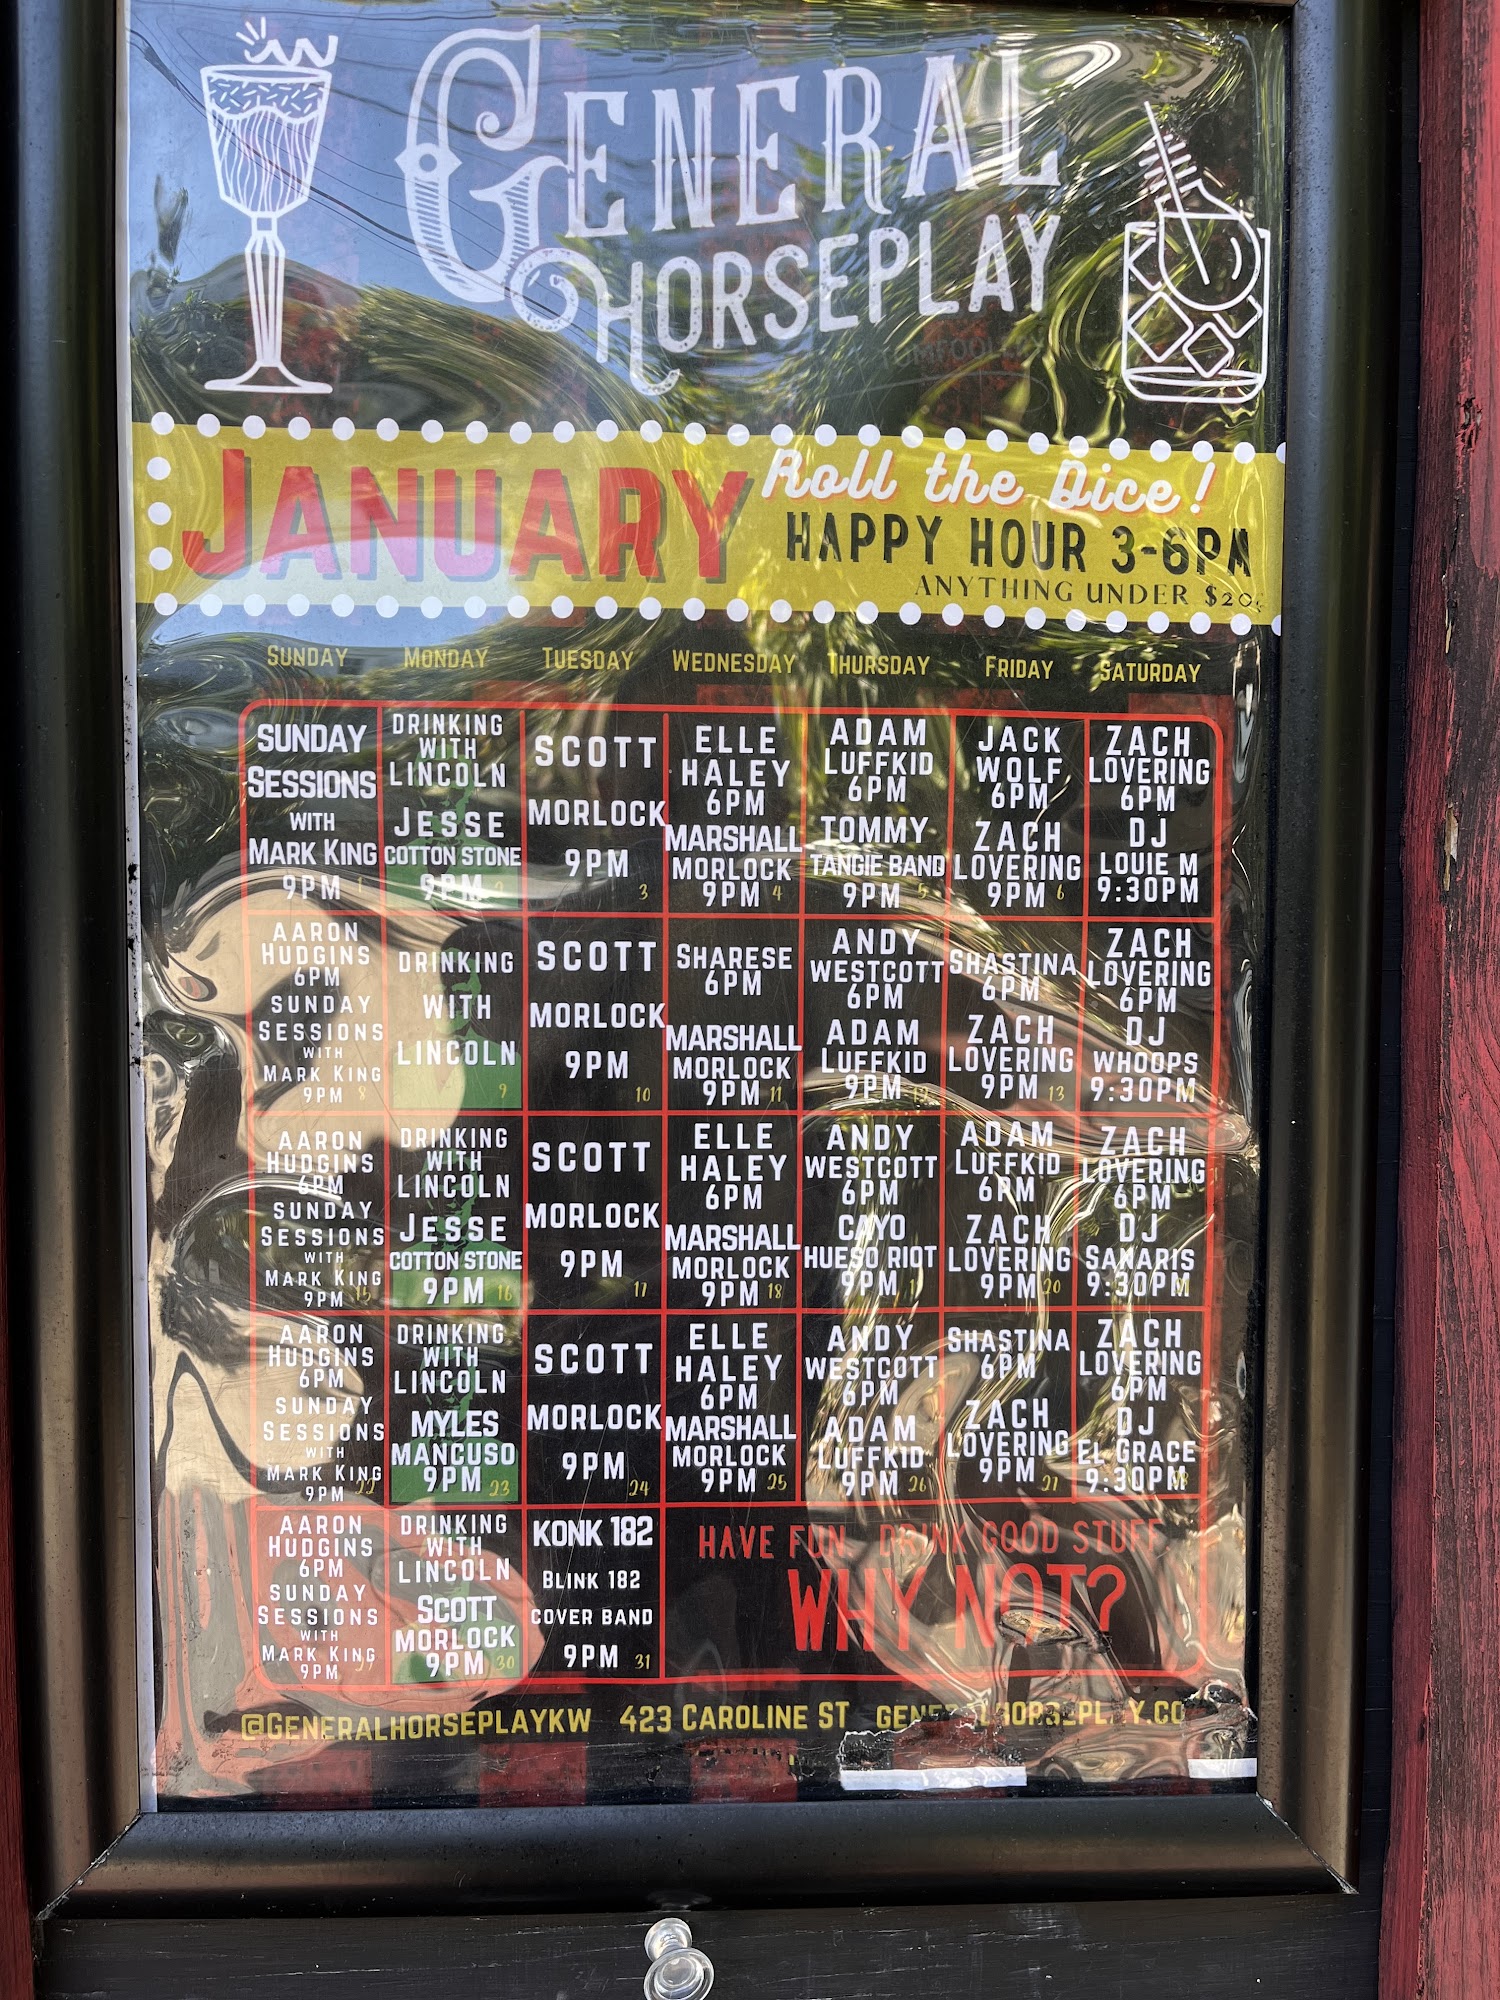 GENERAL
HORSEPLAY
JANUARY
Roll the Dice!
HAPPY HOUR 3-6PM
ANYTHING UNDER $20
SUNDAY MONDAY TUESDAY WEDNESDAY THURSDAY FRIDAY SATURDAY
SUNDAY
SESSIONS
WITH
MARK KING
9PM 1
DRINKING
WITH
LINCOLN
JESSE
COTTON STONE
9PM 2
SCOTT
MORLOCK
9PM
3
ELLE
HALEY
6PM
MARSHALL
MORLOCK
9PM 4
ADAM
LUFFKID
6PM
TOMMY
TANGIE BAND
9PM 5
JACK
WOLF
6PM
ZACH
LOVERING
9PM 6
ZACH
LOVERING
6PM
DJ
LOUIE M
9:30PM
AARON
HUDGINS
6PM
SUNDAY
SESSIONS
WITH
MARK KING
9PM 8
DRINKING
WITH
LINCOLN
9
SCOTT
MORLOCK
9PM
10
SHARESE
6PM
MARSHALL
MORLOCK
9PM 11
ANDY
WESTCOTT
6PM
ADAM
LUFFKID
9PM 12
SHASTINA
6PM
ZACH
LOVERING
9PM 13
ZACH
LOVERING
6PM
DJ
WHOOPS
9:30PM
AARON
HUDGINS
6PM
SUNDAY
SESSIONS
WITH
MARK KING
9PM 15
DRINKING
WITH
LINCOLN
JESSE
COTTON STONE
9PM 16
SCOTT
MORLOCK
9PM
17
ELLE
HALEY
6PM
MARSHALL
MORLOCK
9PM 18
ANDY
WESTCOTT
6PM
CAYO
HUESO RIOT
9PM
ADAM
LUFFKID
6PM
ZACH
LOVERING
9PM 20
ZACH
LOVERING
6PM
DJ
SANARIS
9:30PM
AARON
HUDGINS
6PM
SUNDAY
SESSIONS
WITH
MARK KING
9PM 22
DRINKING
WITH
LINCOLN
MYLES
MANCUSO
9PM 23
SCOTT
MORLOCK
9PM
24
ELLE
HALEY
6PM
MARSHALL
MORLOCK
9PM 25
ANDY
WESTCOTT
6PM
ADAM
LUFFKID
9PM 26
SHASTINA
6PM
ZACH
LOVERING
9PM 27
ZACH
LOVERING
6PM
DJ
EL GRACE
9:30PM 28
AARON
HUDGINS
6PM
SUNDAY
SESSIONS
WITH
MARK KING
9PM
DRINKING
WITH
LINCOLN
SCOTT
MORLOCK
9PM 30
KONK 182
BLINK 182
COVER BAND
9PM 31
HAVE FUN. DRINK GOOD STUFF.
WHY NOT?
@GENERALHORSEPLAYKW 423 CAROLINE ST